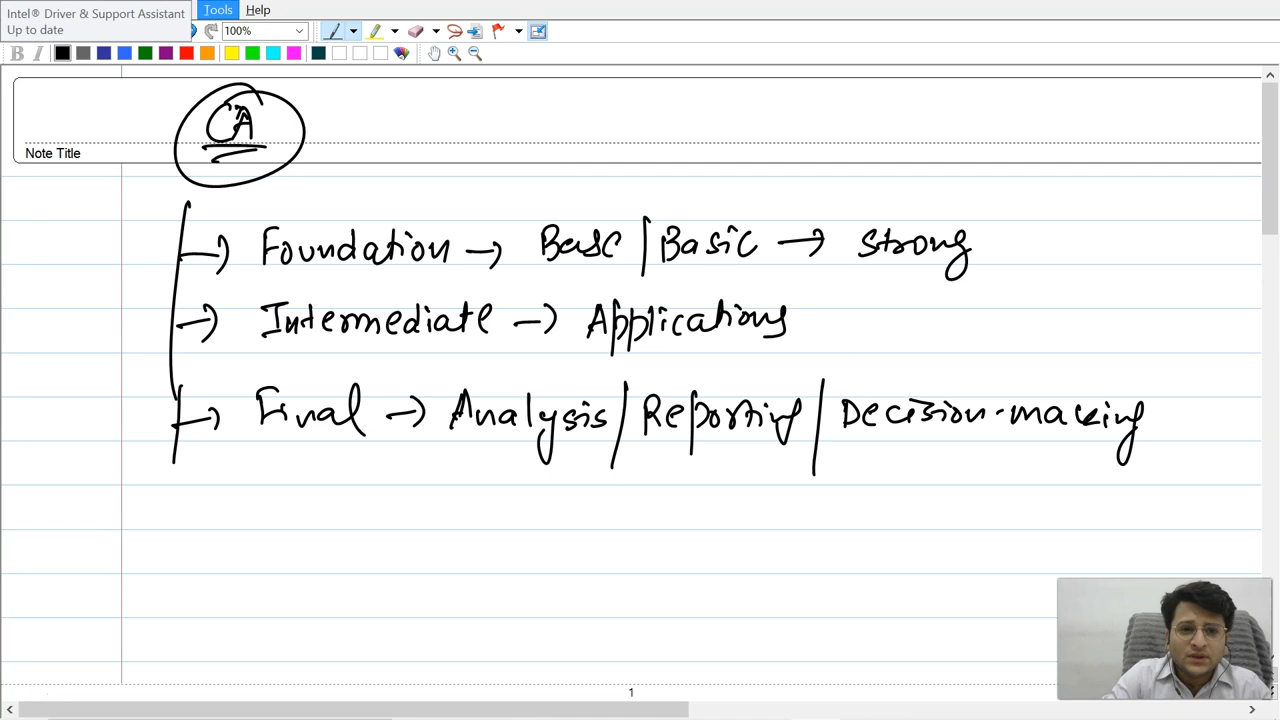 Intel® Driver & Support Assistant
Up to date
Tools Help
100%
B I
CA
Note Title
→ Foundation → Base | Basic → strong
→ Intermediate → Applications
→ Final → Analysis | Reporting | Decision-making
1